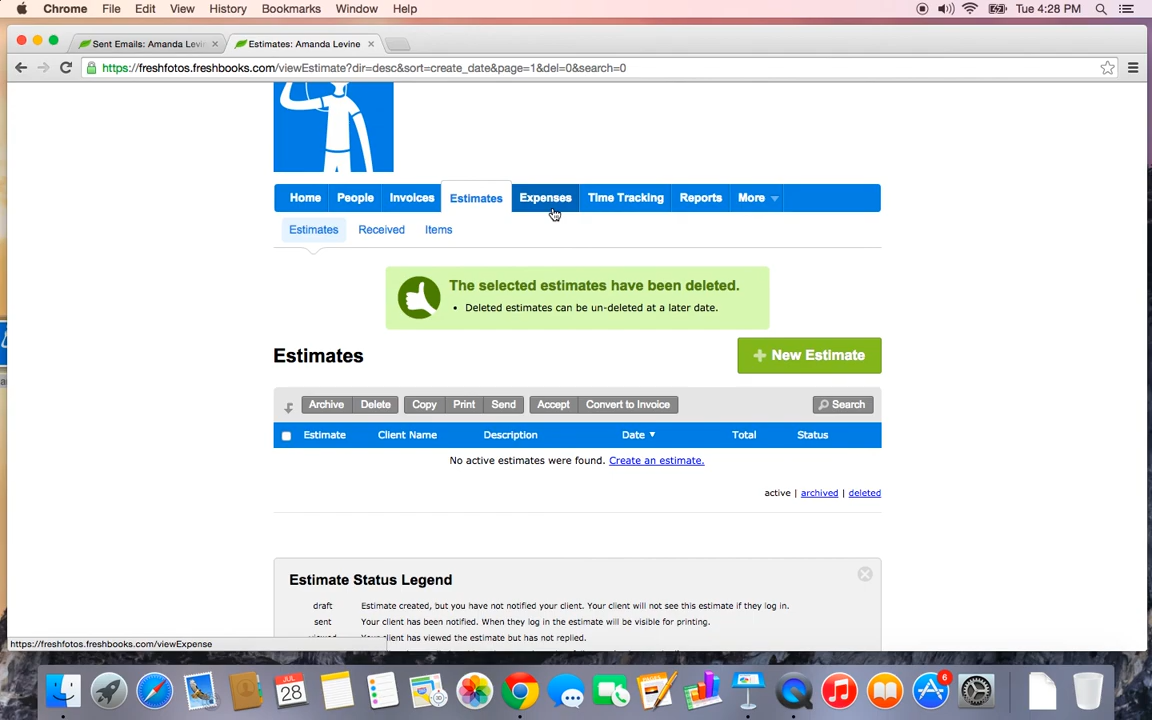 Chrome File Edit View History Bookmarks Window Help Tue 4:28 PM
Sent Emails: Amanda Levi Estimates: Amanda Levine
https://freshfotos.freshbooks.com/viewEstimate?dir=desc&sort=create_date&page=1&del=0&search=0
Home People Invoices Estimates Expenses Time Tracking Reports More
Estimates Received Items
The selected estimates have been deleted.
• Deleted estimates can be un-deleted at a later date.
Estimates + New Estimate
Archive Delete Copy Print Send Accept Convert to Invoice Search
Estimate Client Name Description Date ▼ Total Status
No active estimates were found. Create an estimate.
active | archived | deleted
Estimate Status Legend
draft Estimate created, but you have not notified your client. Your client will not see this estimate if they log in.
sent Your client has been notified. When they log in the estimate will be visible for printing.
client has viewed the estimate but has not replied.
https://freshfotos.freshbooks.com/viewExpense
JUL
28
6